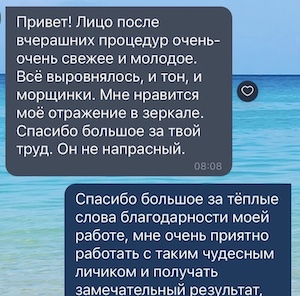 Привет! Лицо после
вчерашних процедур очень-
очень свежее и молодое.
Всё выровнялось, и тон, и
морщинки. Мне нравится
моё отражение в зеркале.
Спасибо большое за твой
труд. Он не напрасный.
08:08
Спасибо большое за тёплые
слова благодарности моей
работе, мне очень приятно
работать с таким чудесным
личиком и получать
замечательный результат,